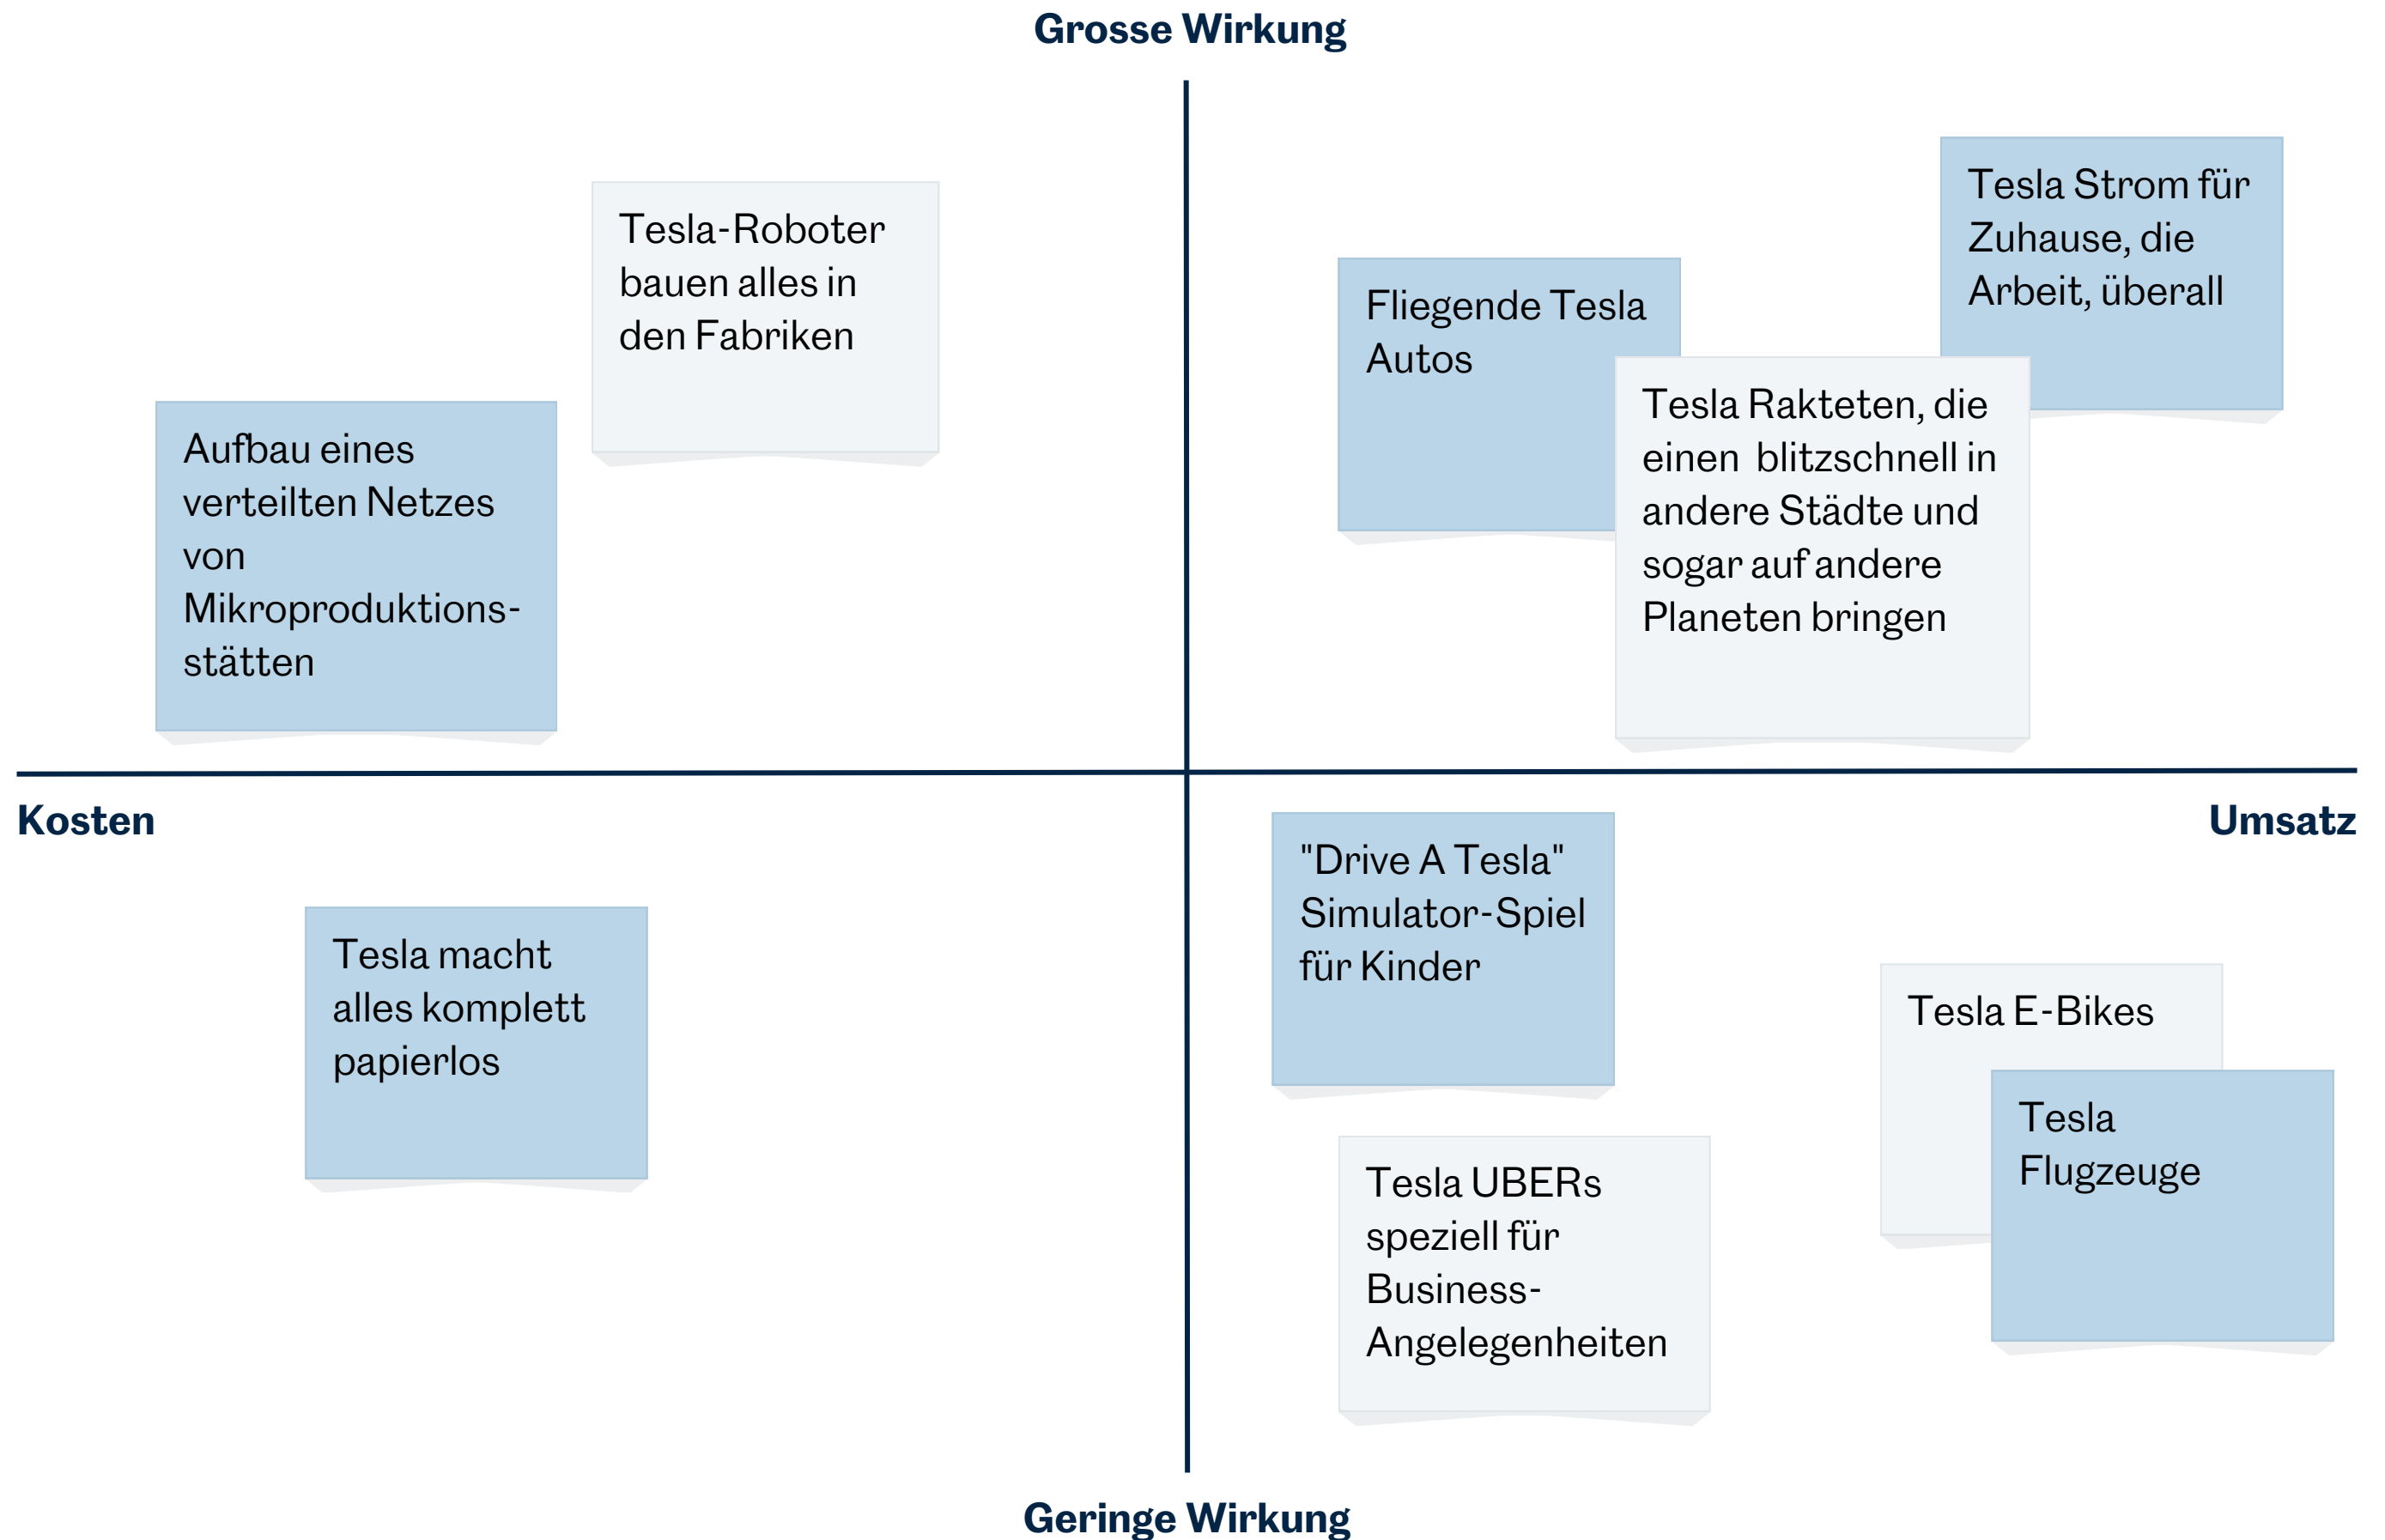 Grosse Wirkung
Tesla-Roboter
bauen alles in
den Fabriken
Aufbau eines
verteilten Netzes
von
Mikroproduktions-
stätten
Fliegende Tesla
Autos
Tesla Strom für
Zuhause, die
Arbeit, überall
Tesla Rakteten, die
einen blitzschnell in
andere Städte und
sogar auf andere
Planeten bringen
Kosten
Umsatz
Tesla macht
alles komplett
papierlos
"Drive A Tesla"
Simulator-Spiel
für Kinder
Tesla UBERs
speziell für
Business-
Angelegenheiten
Tesla E-Bikes
Tesla
Flugzeuge
Geringe Wirkung